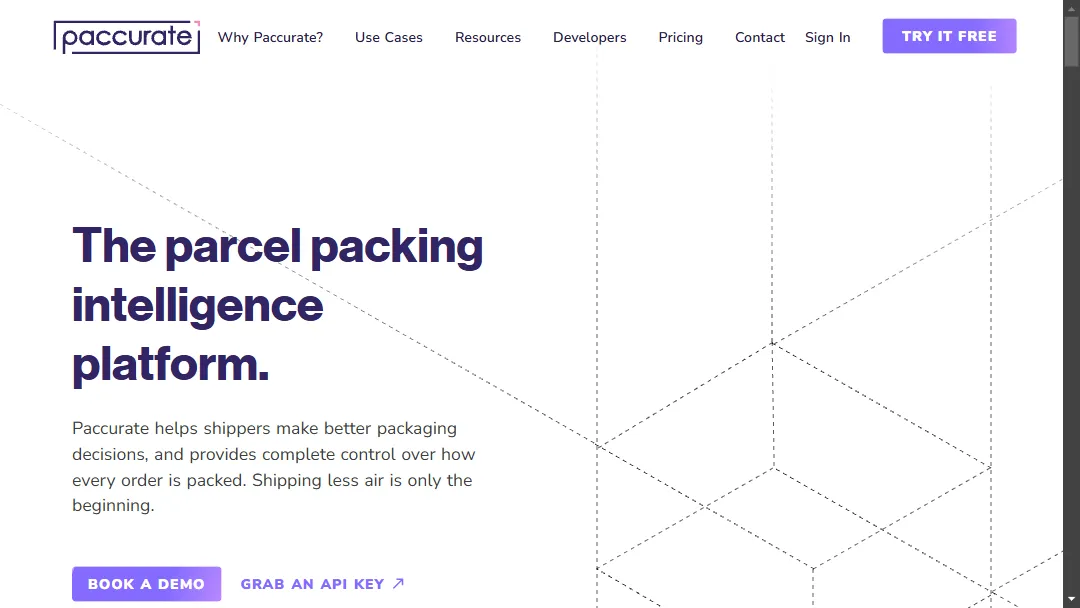 paccurate
Why Paccurate?
Use Cases
Resources
Developers
Pricing
Contact
Sign In
TRY IT FREE
The parcel packing
intelligence
platform.
Paccurate helps shippers make better packaging
decisions, and provides complete control over how
every order is packed. Shipping less air is only the
beginning.
BOOK A DEMO
GRAB AN API KEY